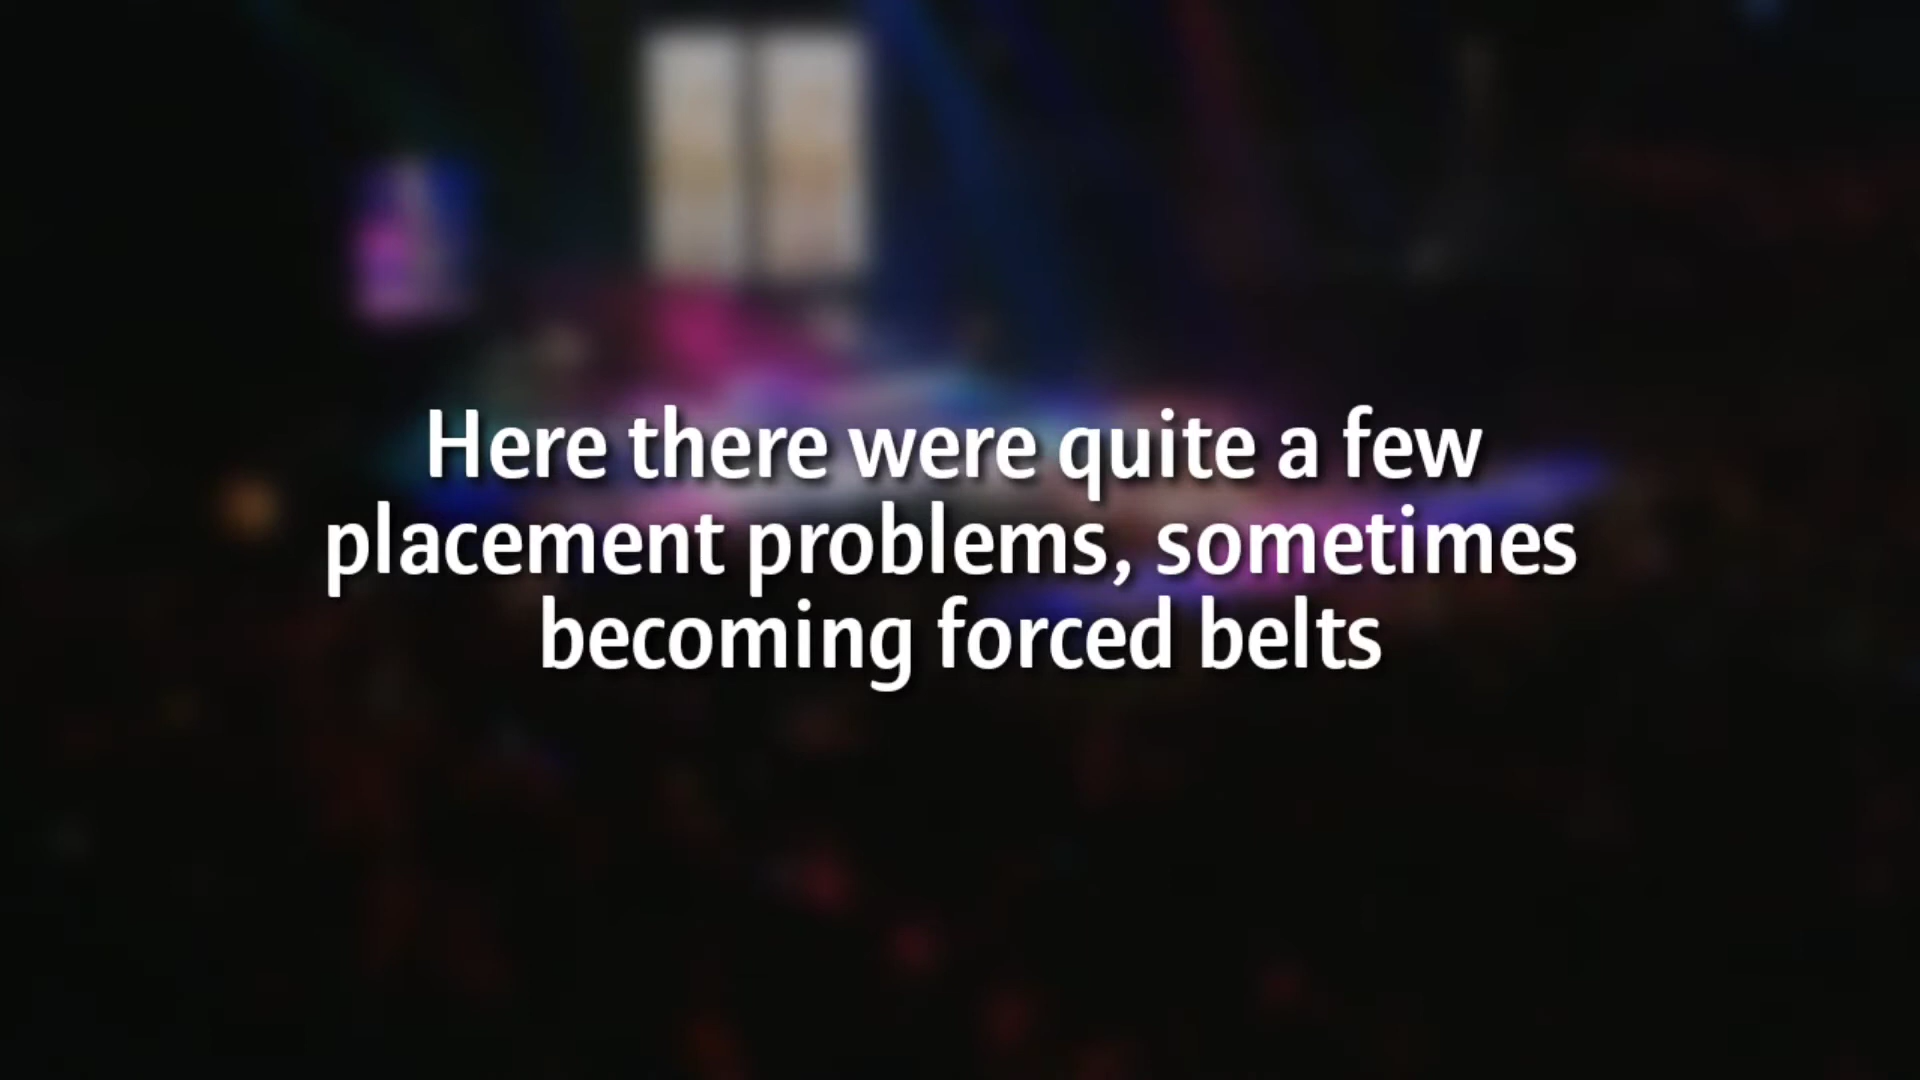 Here there were quite a few
placement problems, sometimes
becoming forced belts